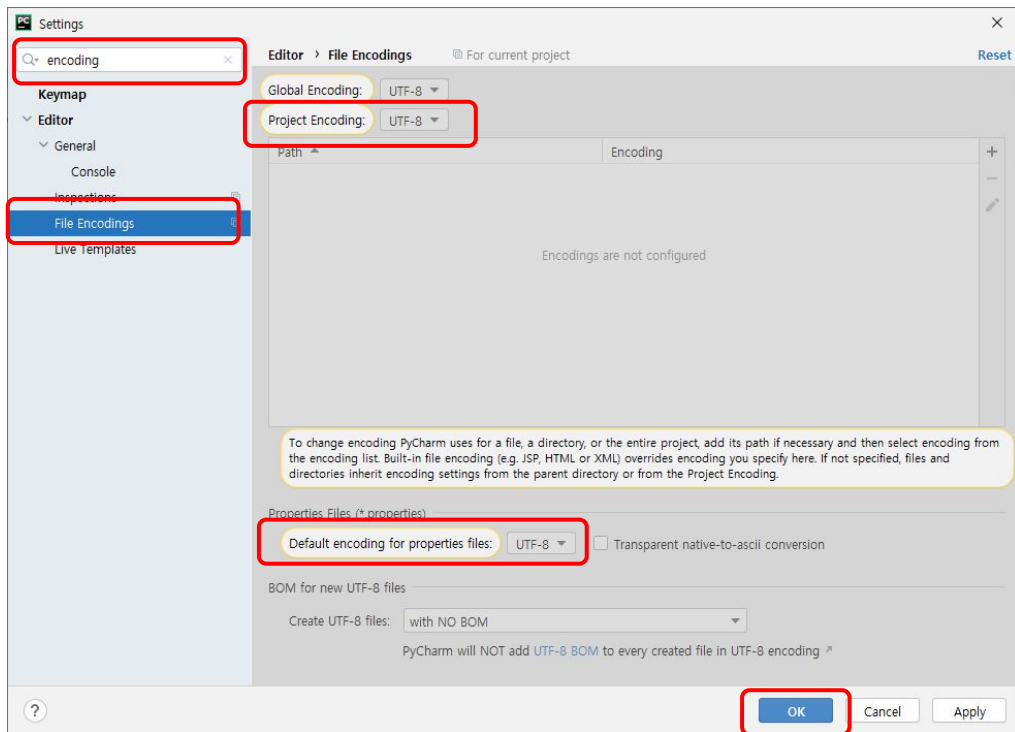 PC Settings
encoding
Keymap
Editor
General
Console
Inspections
File Encodings
Live Templates
Editor › File Encodings For current project Reset
Global Encoding: UTF-8
Project Encoding: UTF-8
Path Encoding
Encodings are not configured
To change encoding PyCharm uses for a file, a directory, or the entire project, add its path if necessary and then select encoding from
the encoding list. Built-in file encoding (e.g. JSP, HTML or XML) overrides encoding you specify here. If not specified, files and
directories inherit encoding settings from the parent directory or from the Project Encoding.
Properties Files (*.properties)
Default encoding for properties files: UTF-8 Transparent native-to-ascii conversion
BOM for new UTF-8 files
Create UTF-8 files: with NO BOM
PyCharm will NOT add UTF-8 BOM to every created file in UTF-8 encoding ↗
? OK Cancel Apply